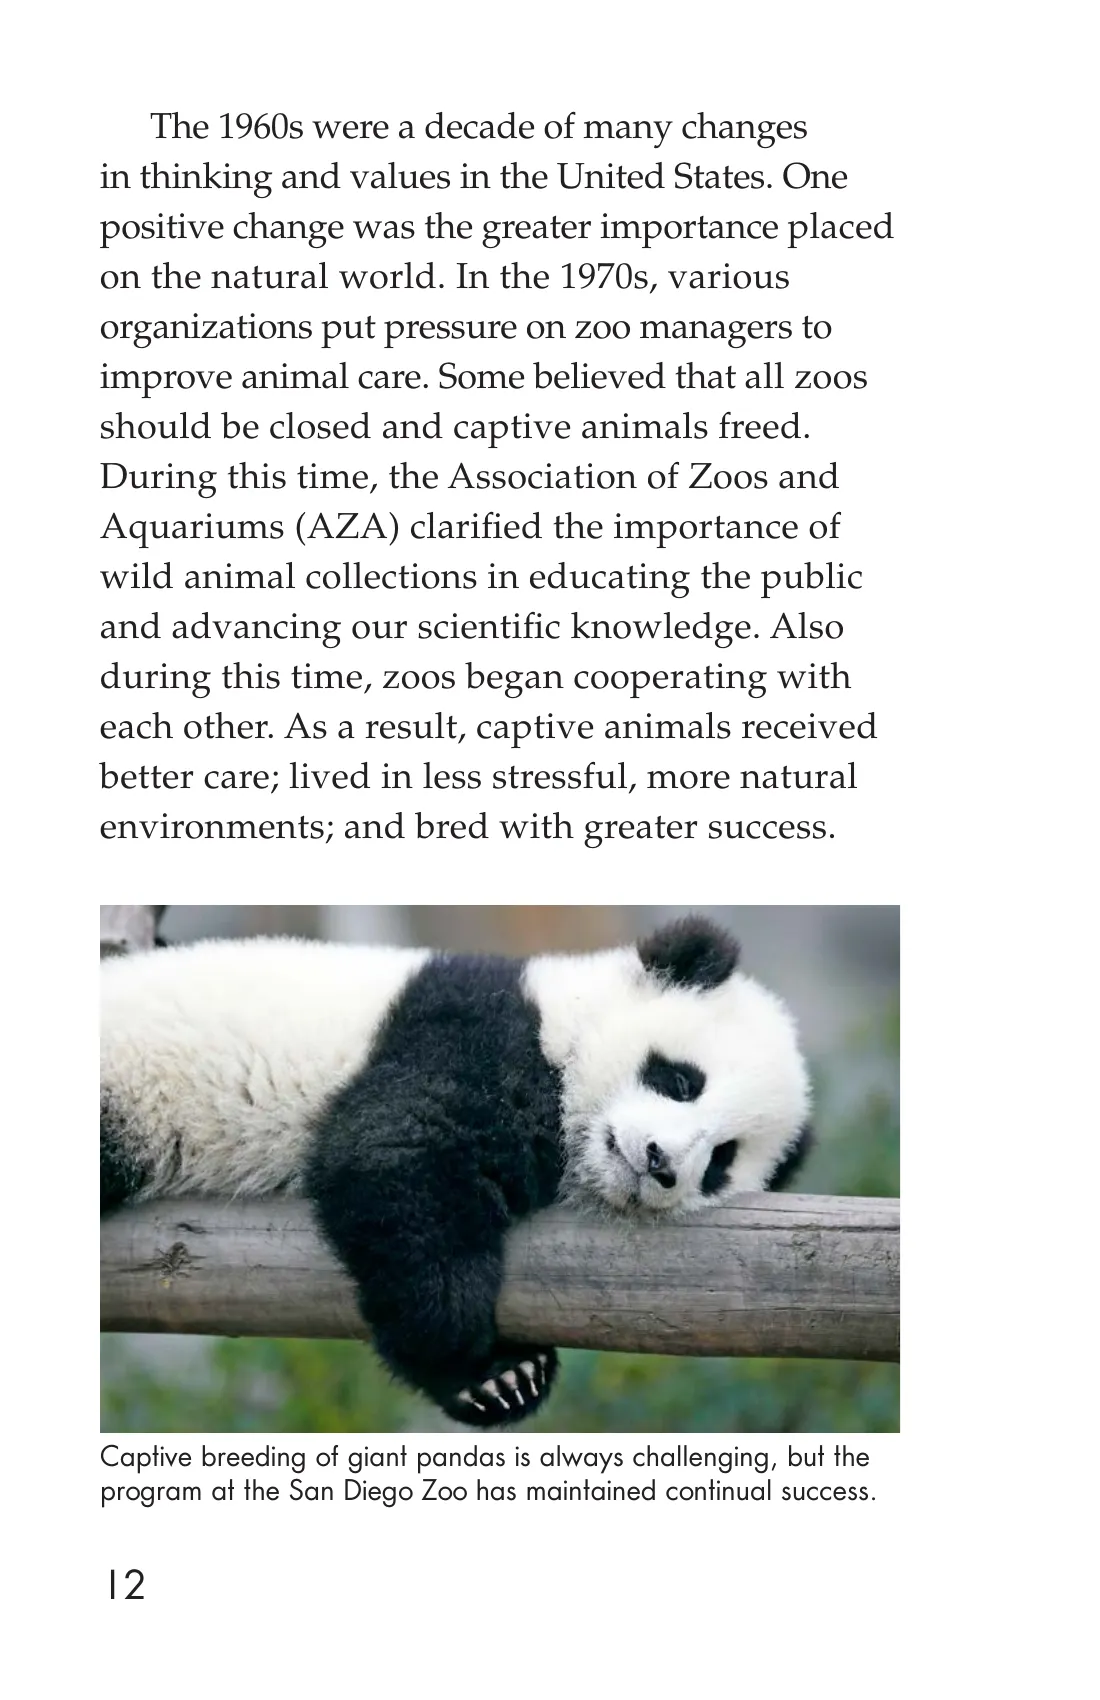 The 1960s were a decade of many changes
in thinking and values in the United States. One
positive change was the greater importance placed
on the natural world. In the 1970s, various
organizations put pressure on zoo managers to
improve animal care. Some believed that all zoos
should be closed and captive animals freed.
During this time, the Association of Zoos and
Aquariums (AZA) clarified the importance of
wild animal collections in educating the public
and advancing our scientific knowledge. Also
during this time, zoos began cooperating with
each other. As a result, captive animals received
better care; lived in less stressful, more natural
environments; and bred with greater success.
Captive breeding of giant pandas is always challenging, but the
program at the San Diego Zoo has maintained continual success.
12